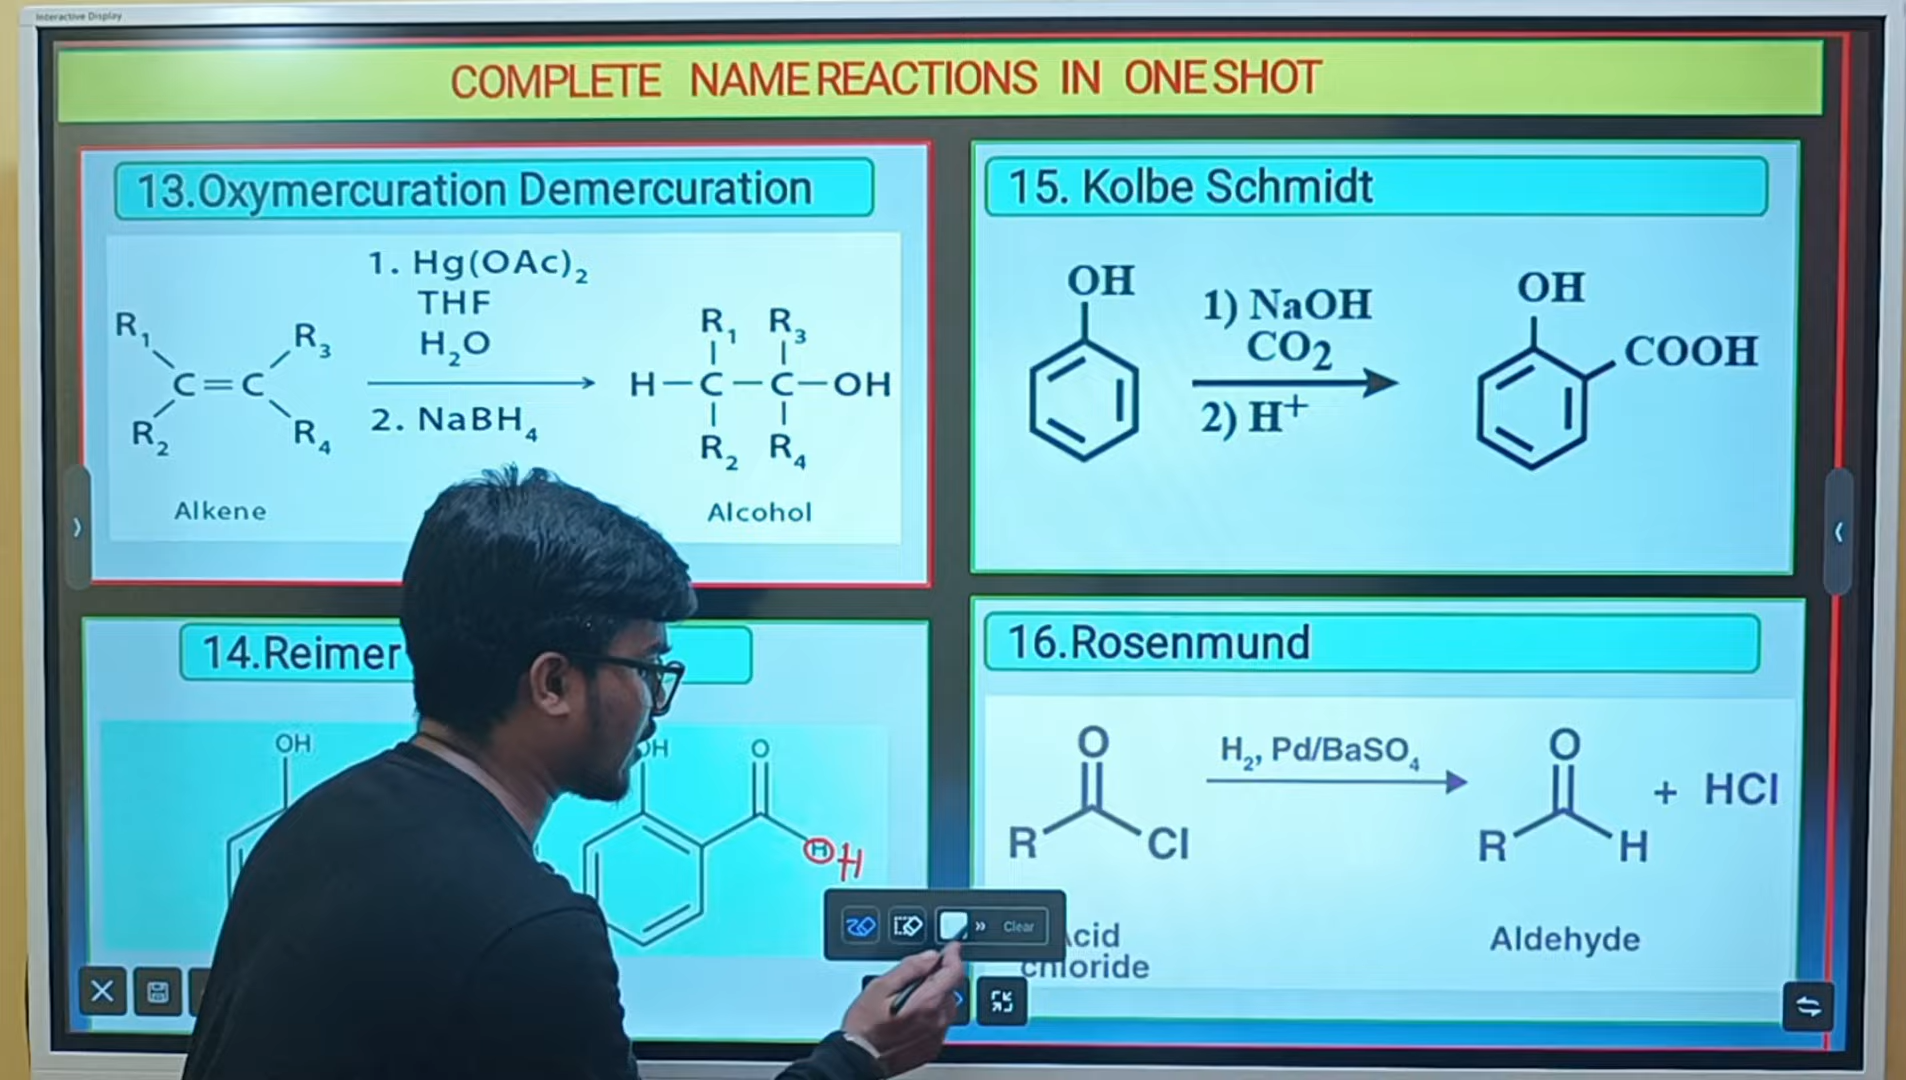 Interactive Display
COMPLETE NAME REACTIONS IN ONE SHOT
13.Oxymercuration Demercuration
1. Hg(OAc)2
THF
H2O
2. NaBH4
R1
R3
C=C
R2
R4
Alkene
R1 R3
H-C-C-OH
R2 R4
Alcohol
14.Reimer
OH
OH
O
H
H
15. Kolbe Schmidt
OH
1) NaOH
CO2
2) H+
OH
COOH
16.Rosenmund
O
R
Cl
H2, Pd/BaSO4
O
R
H
+ HCl
chloride
Aldehyde
Clear